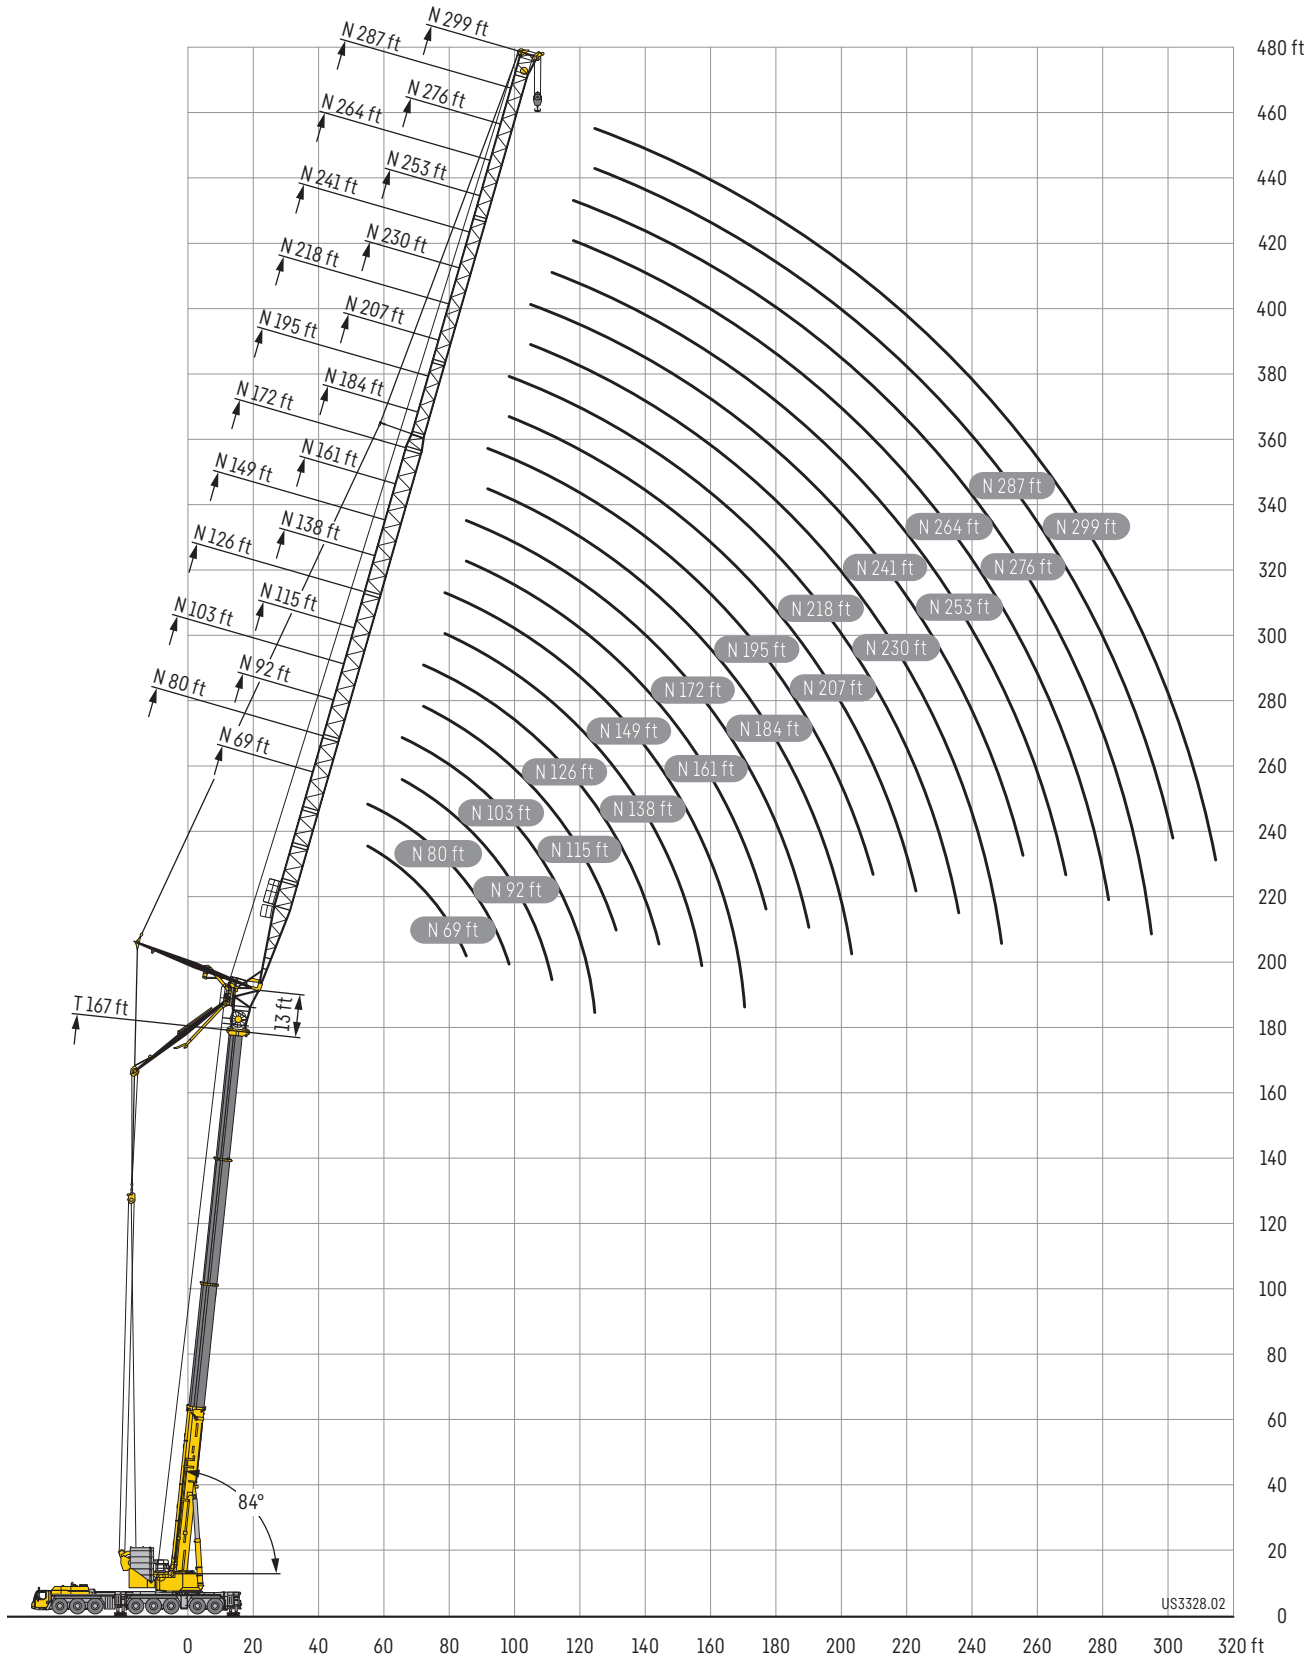 N 299 ft
N 287 ft
480 ft
N 276 ft
N 264 ft
460
N 253 ft
N 241 ft
440
N 230 ft
N 218 ft
420
N 207 ft
N 195 ft
400
N 184 ft
N 172 ft
380
N 161 ft
N 149 ft
360
N 138 ft
N 126 ft
340
N 115 ft
N 103 ft
320
N 92 ft
N 80 ft
300
N 69 ft
280
260
240
220
200
180
160
140
120
100
80
60
40
20
0
N 287 ft
N 264 ft
N 299 ft
N 241 ft
N 276 ft
N 218 ft
N 253 ft
N 195 ft
N 230 ft
N 172 ft
N 207 ft
N 149 ft
N 184 ft
N 126 ft
N 161 ft
N 103 ft
N 138 ft
N 80 ft
N 115 ft
N 92 ft
N 69 ft
T 167 ft
13 ft
84°
US3328.02
0 20 40 60 80 100 120 140 160 180 200 220 240 260 280 300 320 ft